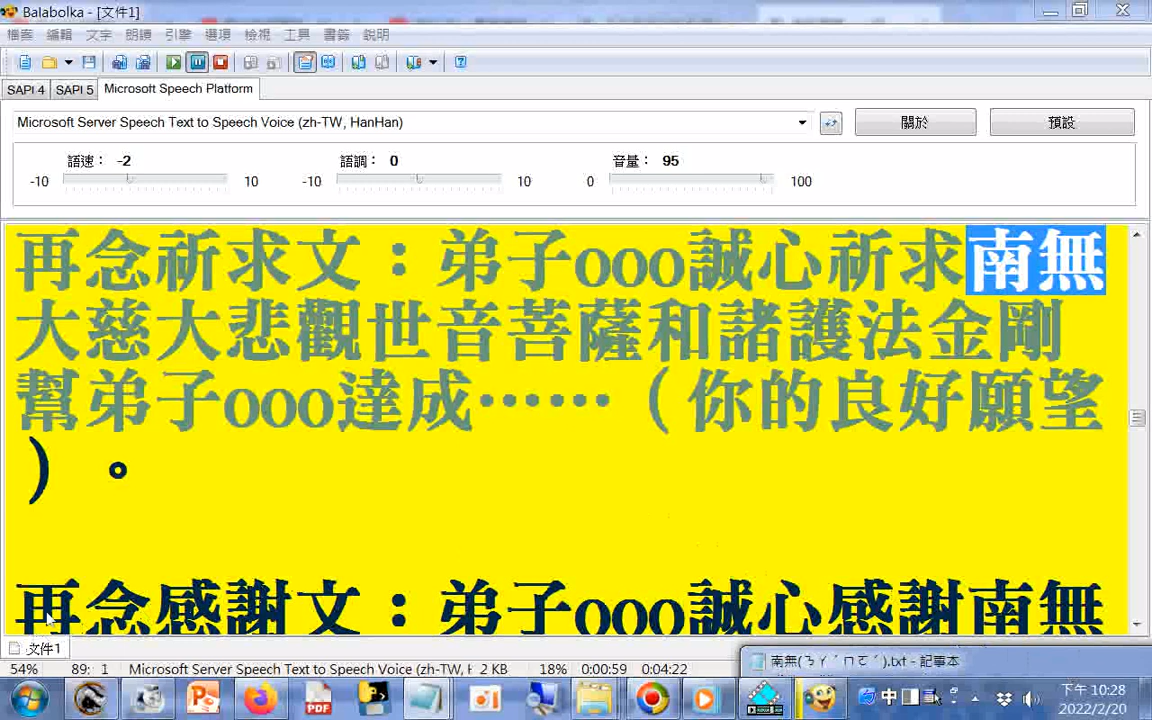 Balabolka - [文件1]
檔案 編輯 文字 朗讀 引擎 選項 檢視 工具 書籤 說明
SAPI 4 SAPI 5 Microsoft Speech Platform
Microsoft Server Speech Text to Speech Voice (zh-TW, HanHan) 關於 預設
語速： -2 語調： 0 音量： 95
-10 10 -10 10 0 100
再念祈求文：弟子ooo誠心祈求南無
大慈大悲觀世音菩薩和諸護法金剛
幫弟子ooo達成……（你的良好願望
）。
再念感謝文：弟子ooo誠心感謝南無
文件1
54% 89: 1 Microsoft Server Speech Text to Speech Voice (zh-TW, H 2 KB 18% 0:00:59 0:04:22
南無(ㄋㄚˊㄇㄛˊ).txt - 記事本
PDF 中 下午 10:28
2022/2/20